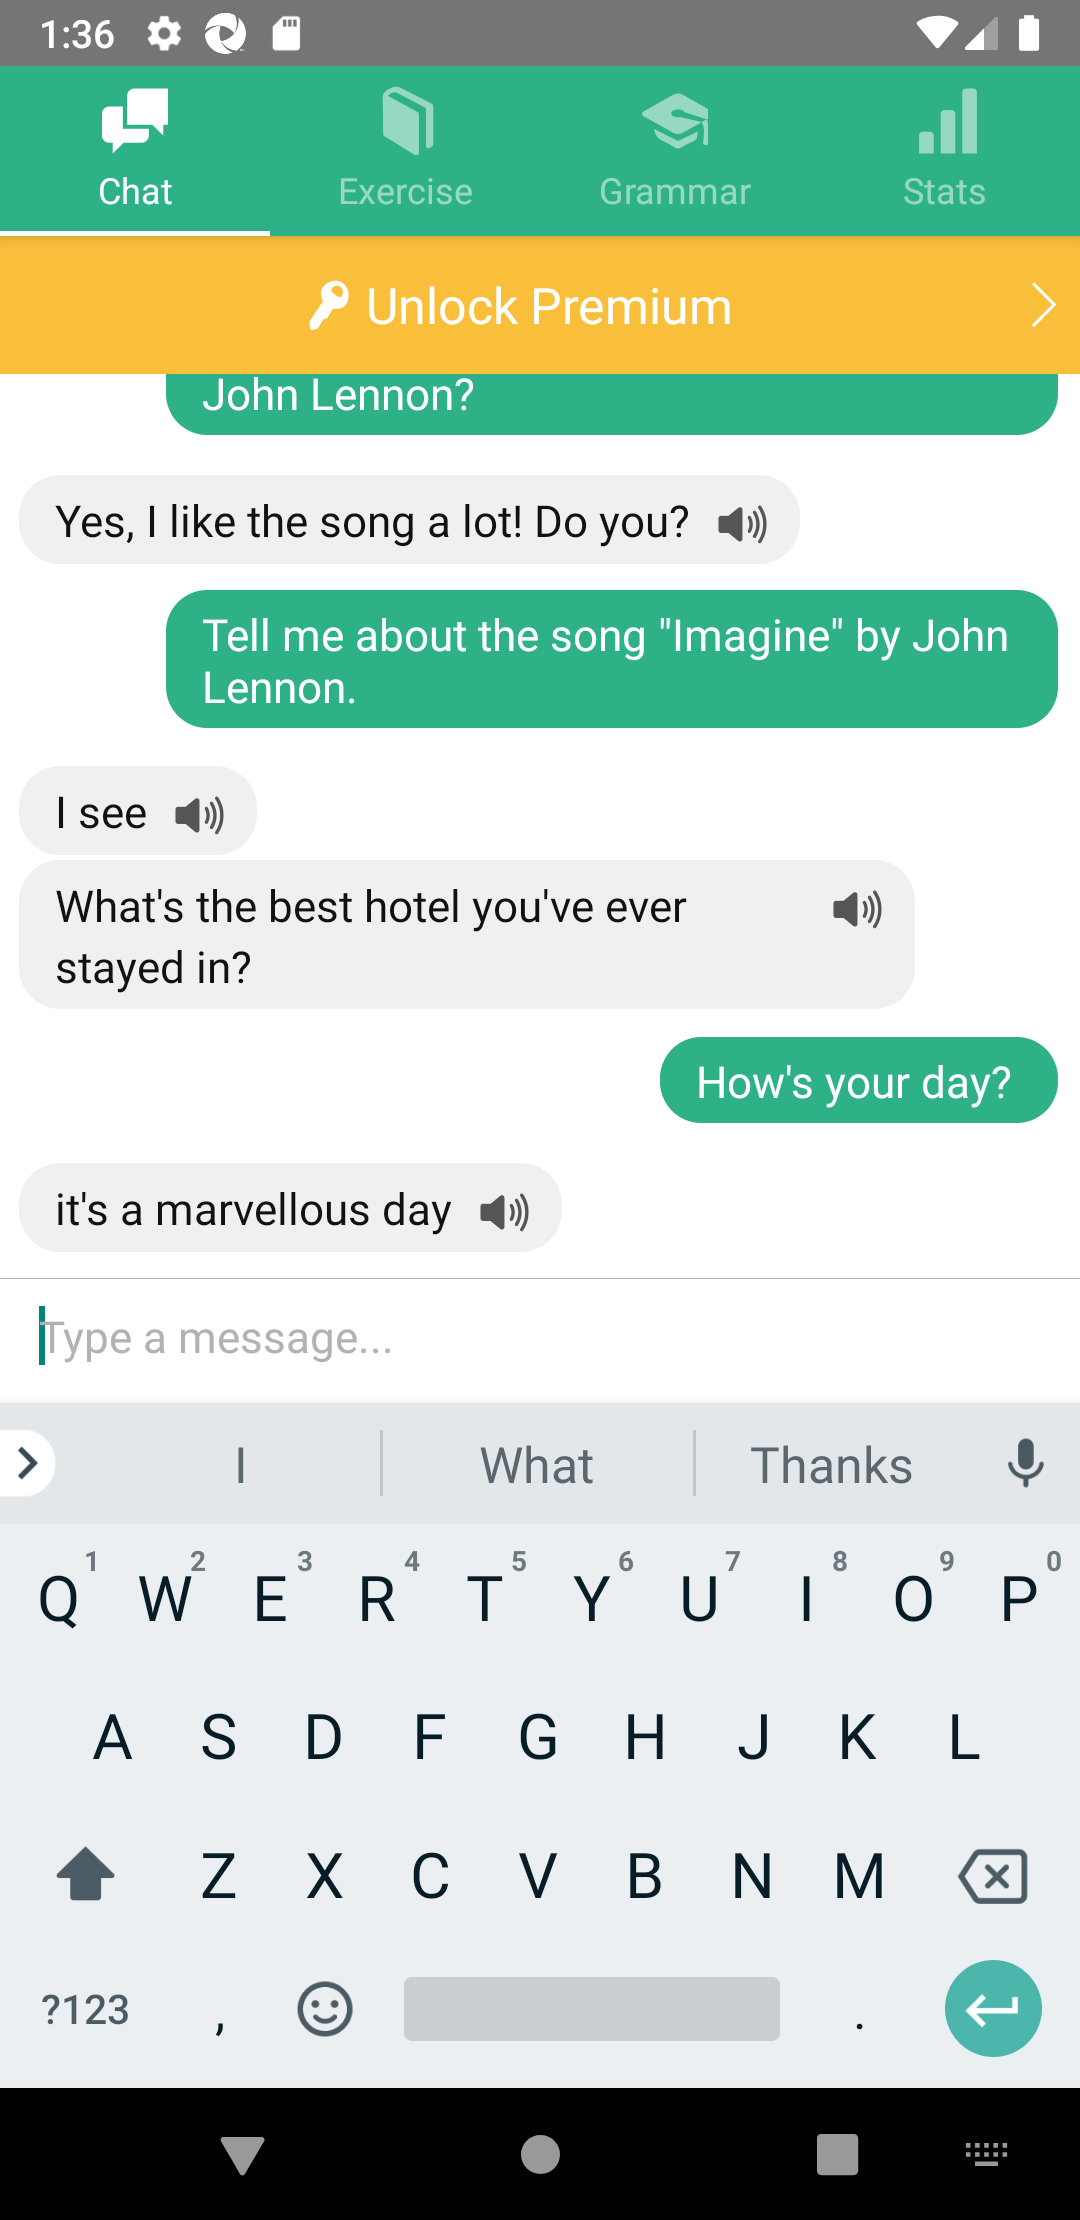 1:36
Chat
Exercise
Grammar
Stats
Unlock Premium
John Lennon?
Yes, I like the song a lot! Do you?
Tell me about the song "Imagine" by John
Lennon.
I see
What's the best hotel you've ever
stayed in?
How's your day?
it's a marvellous day
Type a message...
I What Thanks
Q 1 W 2 E 3 R 4 T 5 Y 6 U 7 I 8 O 9 P 0
A S D F G H J K L
Z X C V B N M
?123 , .